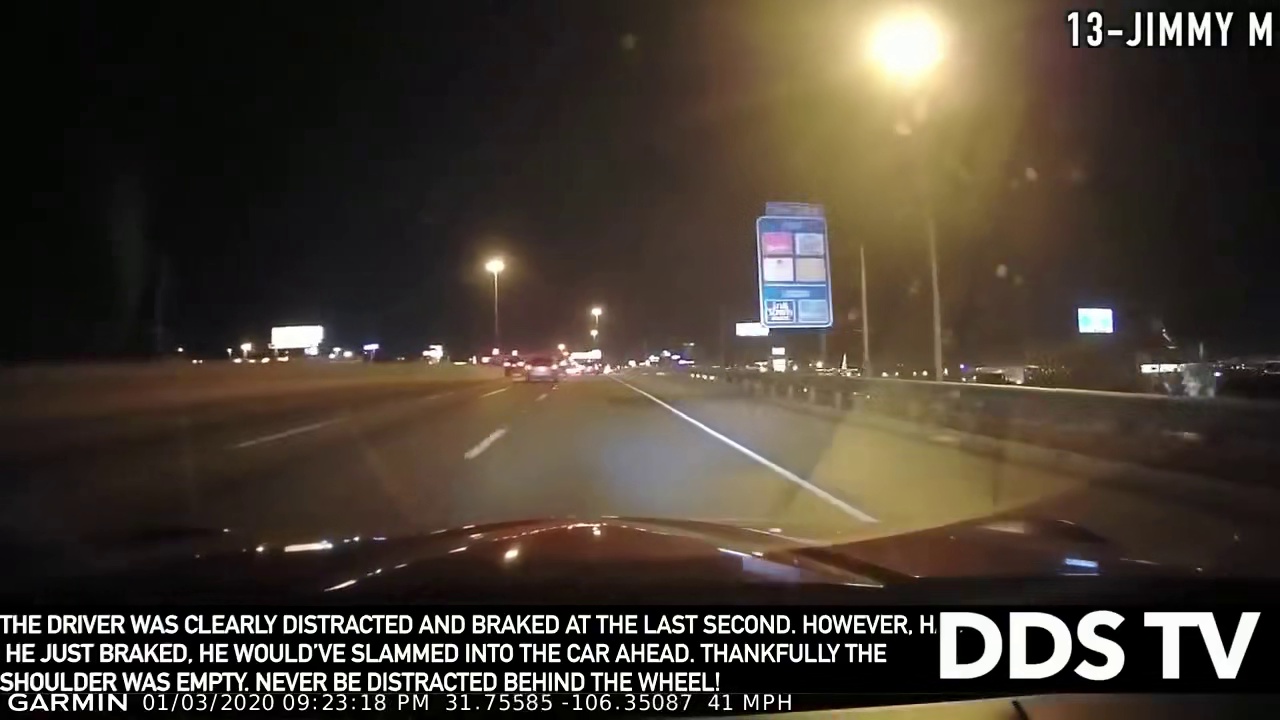 13-JIMMY M
THE DRIVER WAS CLEARLY DISTRACTED AND BRAKED AT THE LAST SECOND. HOWEVER,
HE JUST BRAKED, HE WOULD'VE SLAMMED INTO THE CAR AHEAD. THANKFULLY THE
SHOULDER WAS EMPTY. NEVER BE DISTRACTED BEHIND THE WHEEL!
DDS TV
GARMIN 01/03/2020 09:23:18 PM 31.75585 -106.35087 41 MPH